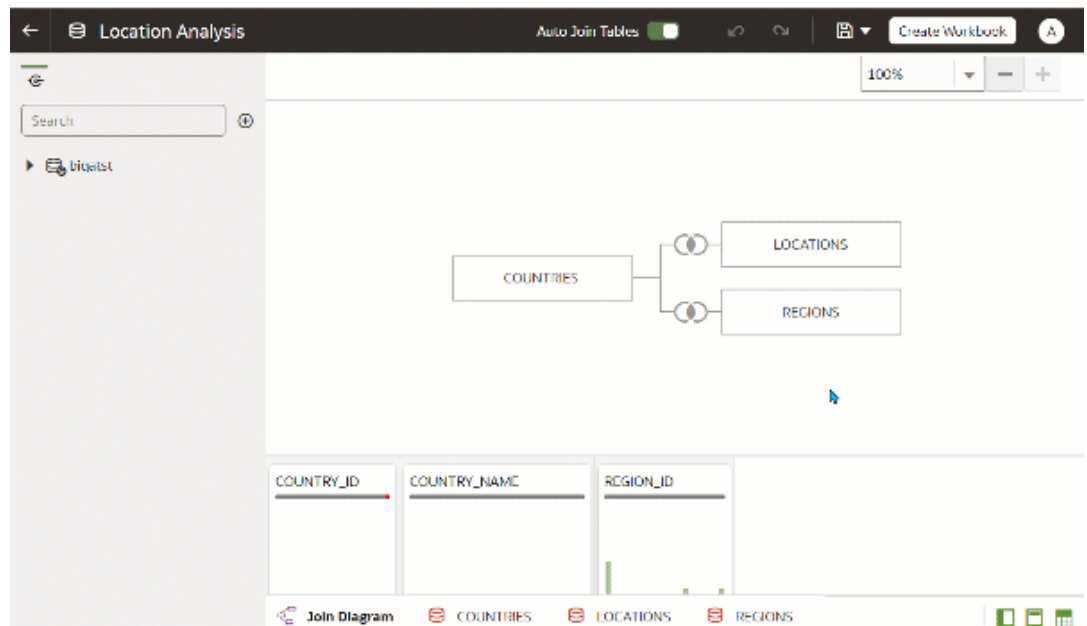 Location Analysis
Auto Join Tables
Create Workbook
A
100%
Search
biqatst
LOCATIONS
COUNTRIES
REGIONS
COUNTRY_ID
COUNTRY_NAME
REGION_ID
Join Diagram
COUNTRIES
LOCATIONS
REGIONS